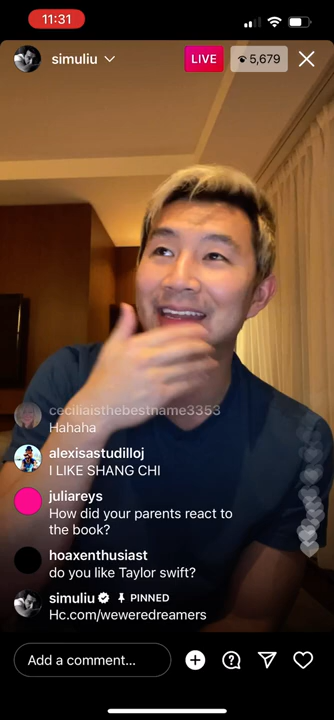 11:31
simuliu
LIVE
5,679
ceciliaisthebestname3353
Hahaha
alexisastudilloj
I LIKE SHANG CHI
juliareys
How did your parents react to
the book?
hoaxenthusiast
do you like Taylor swift?
simuliu PINNED
Hc.com/weweredreamers
Add a comment...